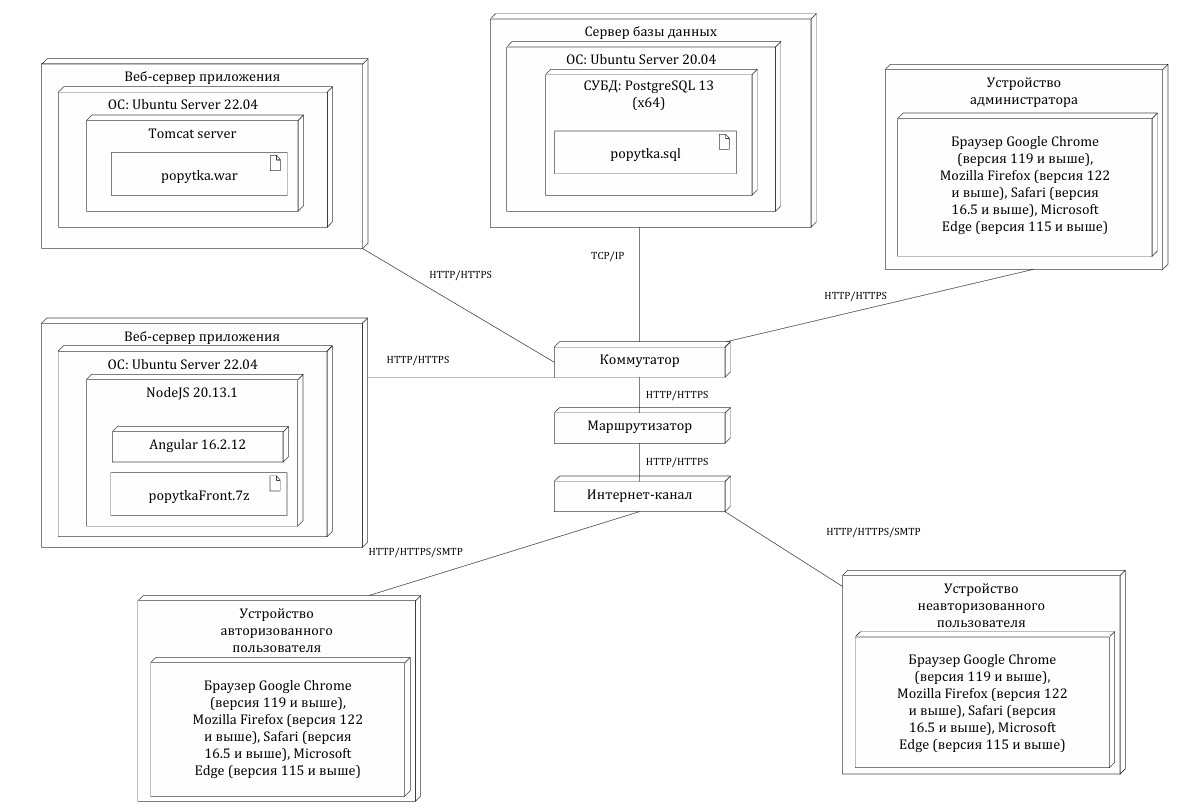 Сервер базы данных
ОС: Ubuntu Server 20.04
СУБД: PostgreSQL 13
(x64)
popytka.sql
Веб-сервер приложения
ОС: Ubuntu Server 22.04
Tomcat server
popytka.war
Устройство
администратора
Браузер Google Chrome
(версия 119 и выше),
Mozilla Firefox (версия 122
и выше), Safari (версия
16.5 и выше), Microsoft
Edge (версия 115 и выше)
TCP/IP
HTTP/HTTPS
HTTP/HTTPS
Веб-сервер приложения
ОС: Ubuntu Server 22.04
NodeJS 20.13.1
Angular 16.2.12
popytkaFront.7z
HTTP/HTTPS
Коммутатор
HTTP/HTTPS
Маршрутизатор
HTTP/HTTPS
Интернет-канал
HTTP/HTTPS/SMTP
HTTP/HTTPS/SMTP
Устройство
авторизованного
пользователя
Браузер Google Chrome
(версия 119 и выше),
Mozilla Firefox (версия 122
и выше), Safari (версия
16.5 и выше), Microsoft
Edge (версия 115 и выше)
Устройство
неавторизованного
пользователя
Браузер Google Chrome
(версия 119 и выше),
Mozilla Firefox (версия 122
и выше), Safari (версия
16.5 и выше), Microsoft
Edge (версия 115 и выше)